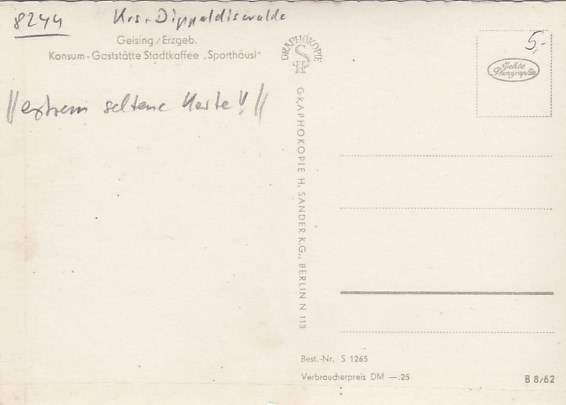 8244 Krs. Dippoldiswalde
Geising/Erzgeb.
Konsum-Gaststätte Stadtkaffee „Sporthäusl“
//extrem seltene Karte!//
GRAPHOKOPIE
GRAPHOKOPIE H. SANDER K.G., BERLIN N 113
5,-
Echte Photographie
Best.-Nr. S 1265
Verbraucherpreis DM —.25
B 8/62